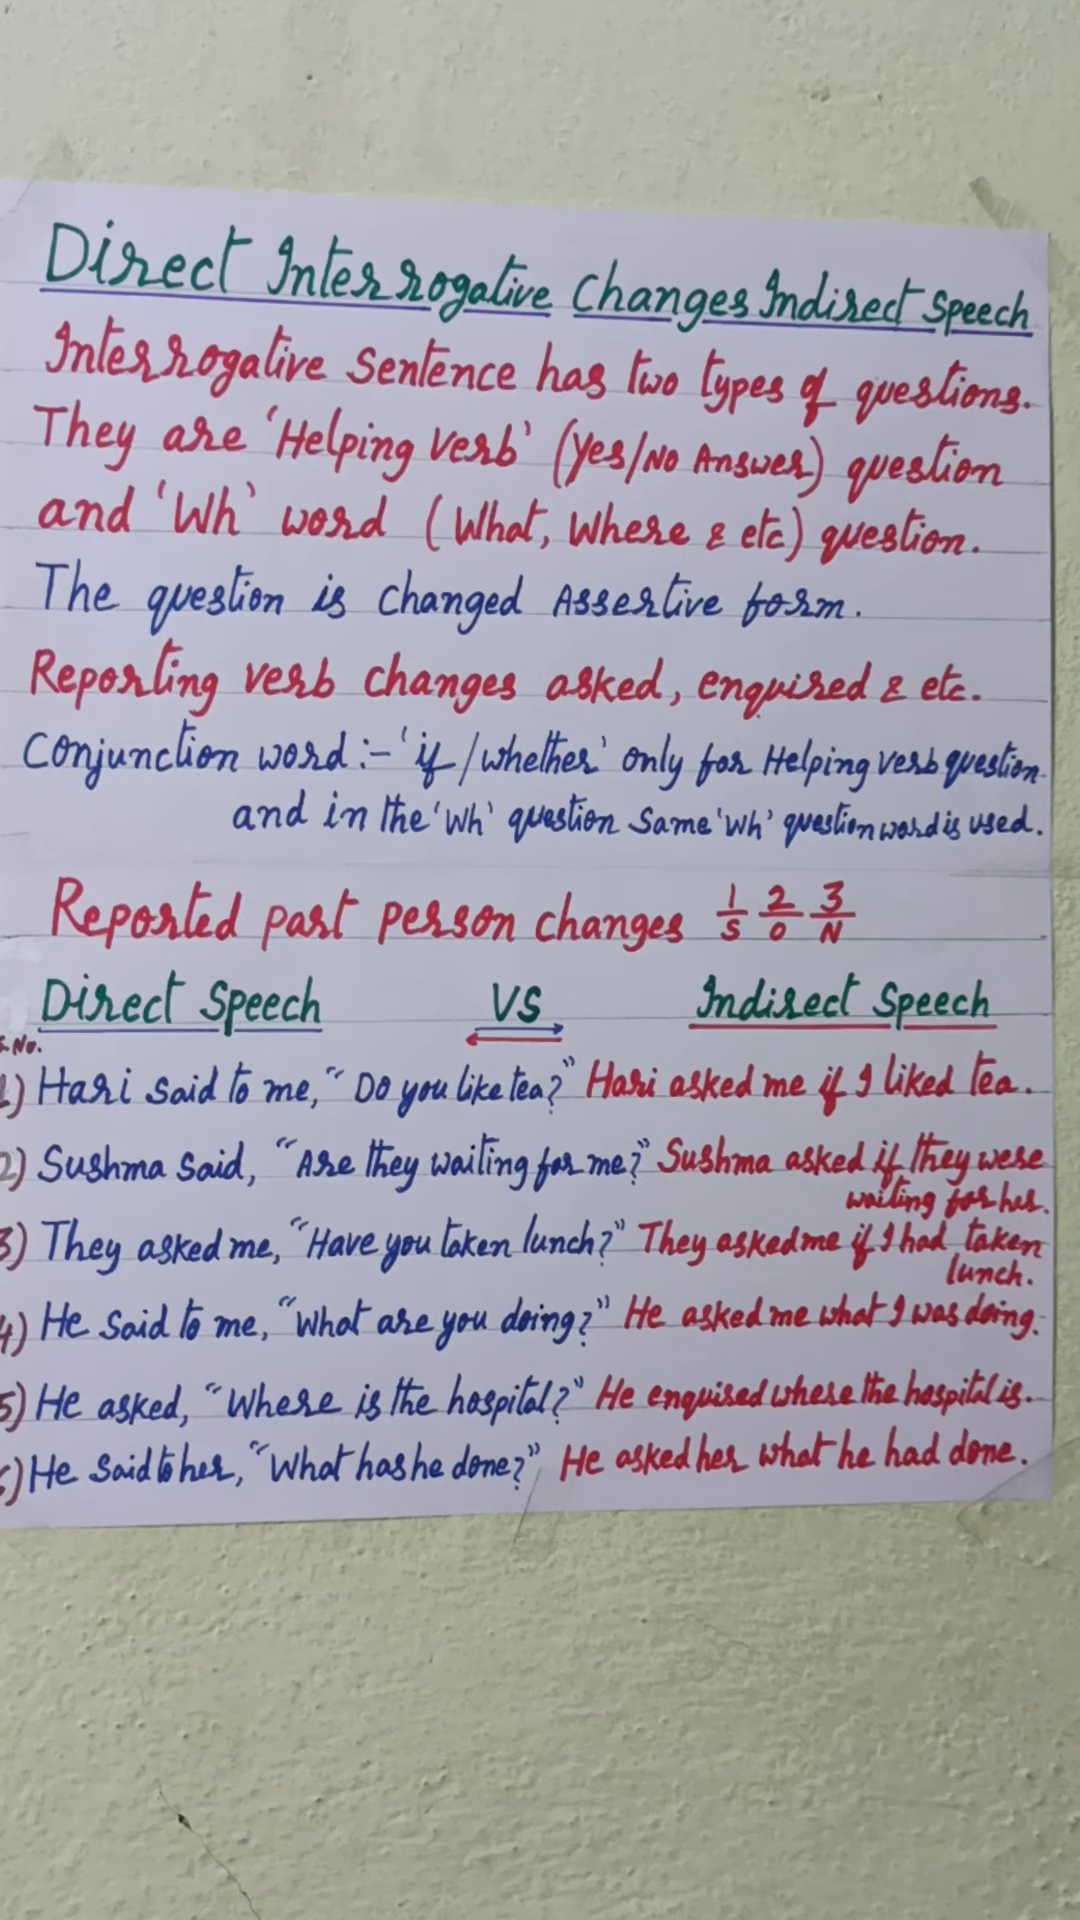 Direct Interrogative Changes Indirect Speech
Interrogative Sentence has two types of questions.
They are 'Helping verb' (Yes/No Answer) question
and 'Wh' word (What, Where & etc) question.
The question is changed Assertive form.
Reporting verb changes asked, enquired & etc.
Conjunction word :- 'if/whether' only for Helping verb question
and in the 'Wh' question Same 'Wh' question word is used.
Reported part person changes 1/S 2/O 3/N
Direct Speech VS Indirect Speech
S.No.
1) Hari said to me, "Do you like tea?" Hari asked me if I liked tea.
2) Sushma said, "Are they waiting for me?" Sushma asked if they were
waiting for her.
3) They asked me, "Have you taken lunch?" They asked me if I had taken
lunch.
4) He said to me, "What are you doing?" He asked me what I was doing.
5) He asked, "Where is the hospital?" He enquired where the hospital is.
6) He said to her, "What has he done?" He asked her what he had done.